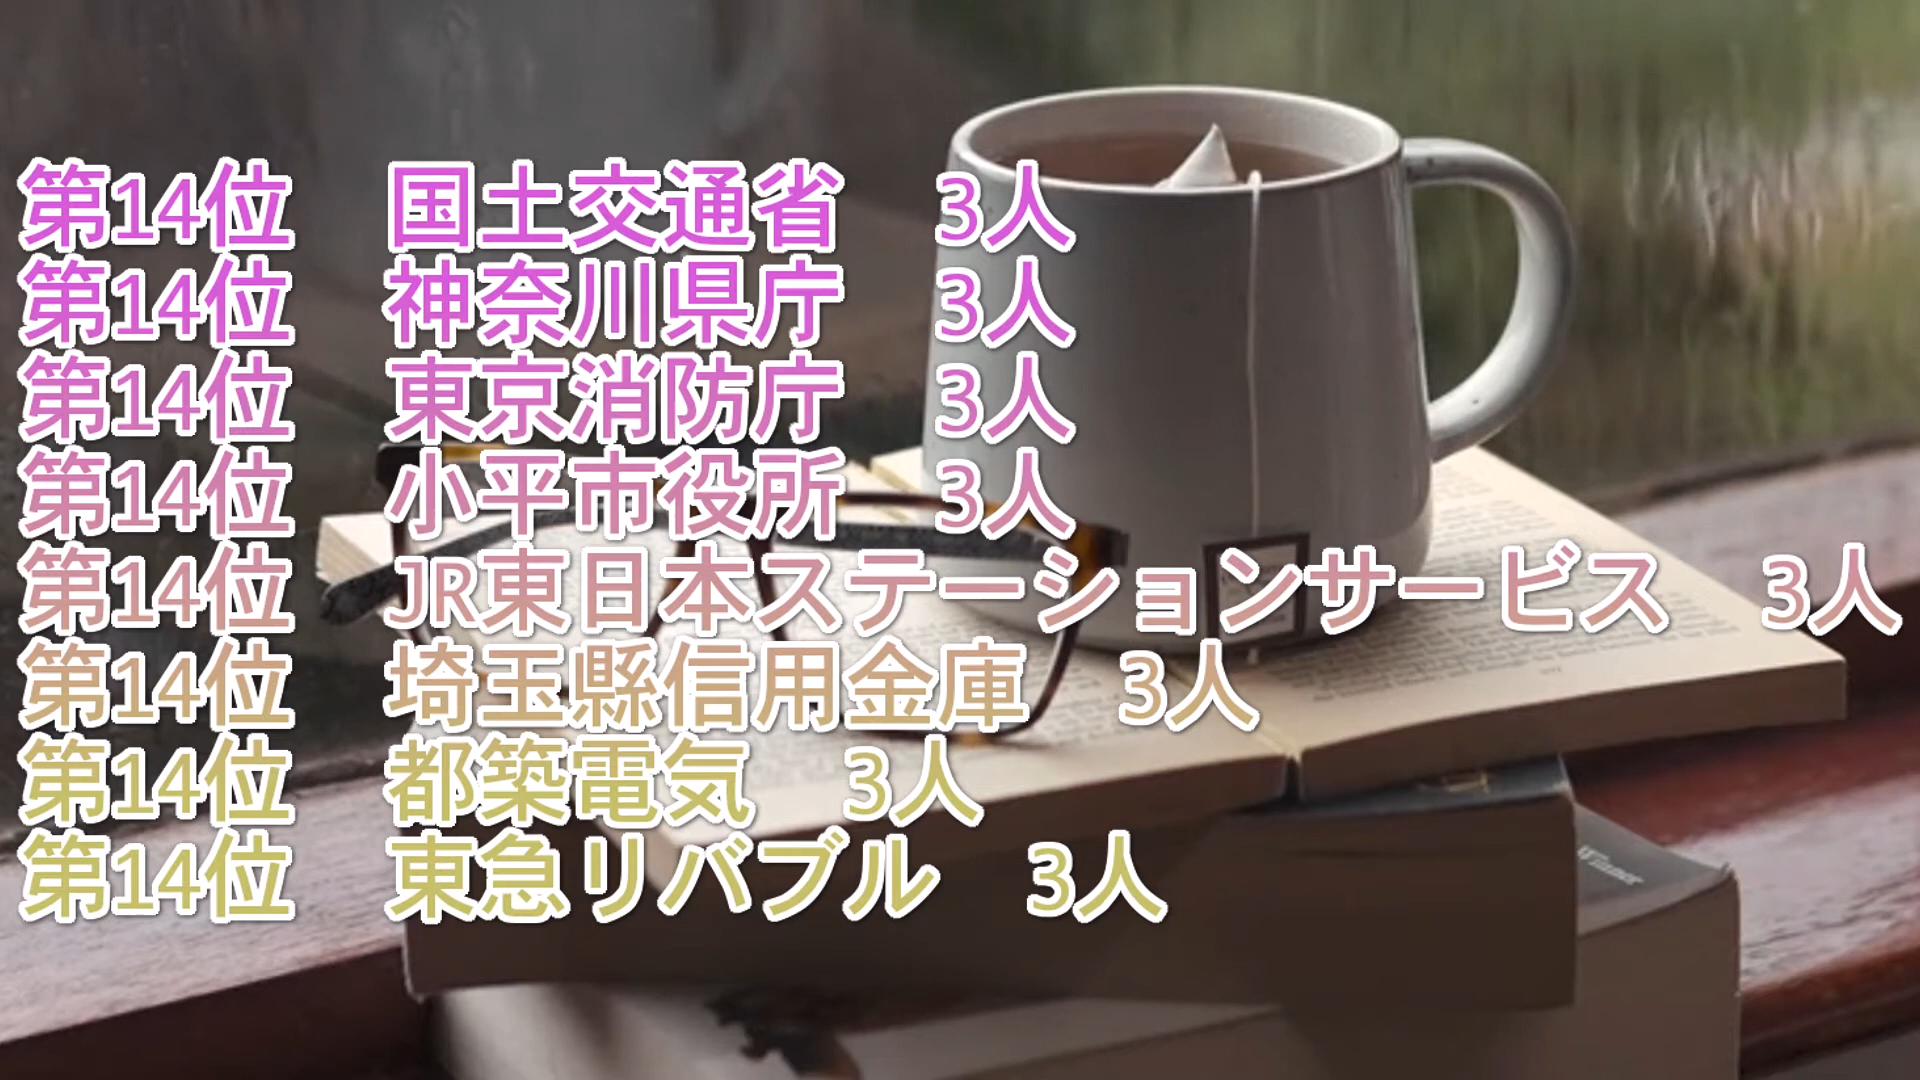 第14位　国土交通省　3人
第14位　神奈川県庁　3人
第14位　東京消防庁　3人
第14位　小平市役所　3人
第14位　JR東日本ステーションサービス　3人
第14位　埼玉縣信用金庫　3人
第14位　都築電気　3人
第14位　東急リバブル　3人